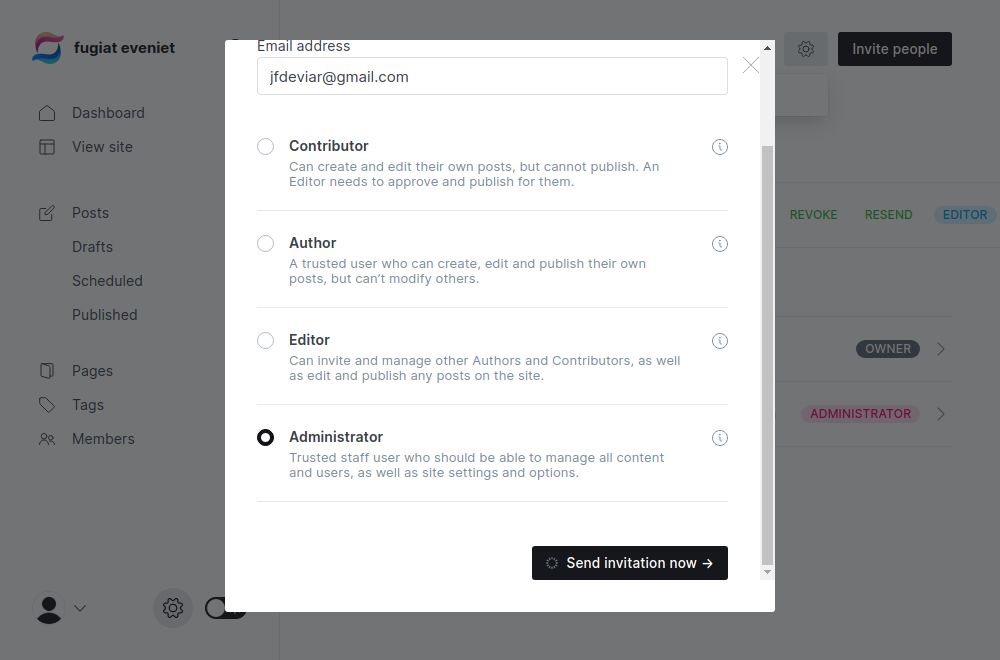 fugiat eveniet
Dashboard
View site
Posts
Drafts
Scheduled
Published
Pages
Tags
Members
Email address
jfdeviar@gmail.com
Contributor
Can create and edit their own posts, but cannot publish. An
Editor needs to approve and publish for them.
Author
A trusted user who can create, edit and publish their own
posts, but can’t modify others.
Editor
Can invite and manage other Authors and Contributors, as well
as edit and publish any posts on the site.
Administrator
Trusted staff user who should be able to manage all content
and users, as well as site settings and options.
Send invitation now →
Invite people
REVOKE RESEND EDITOR
OWNER
ADMINISTRATOR